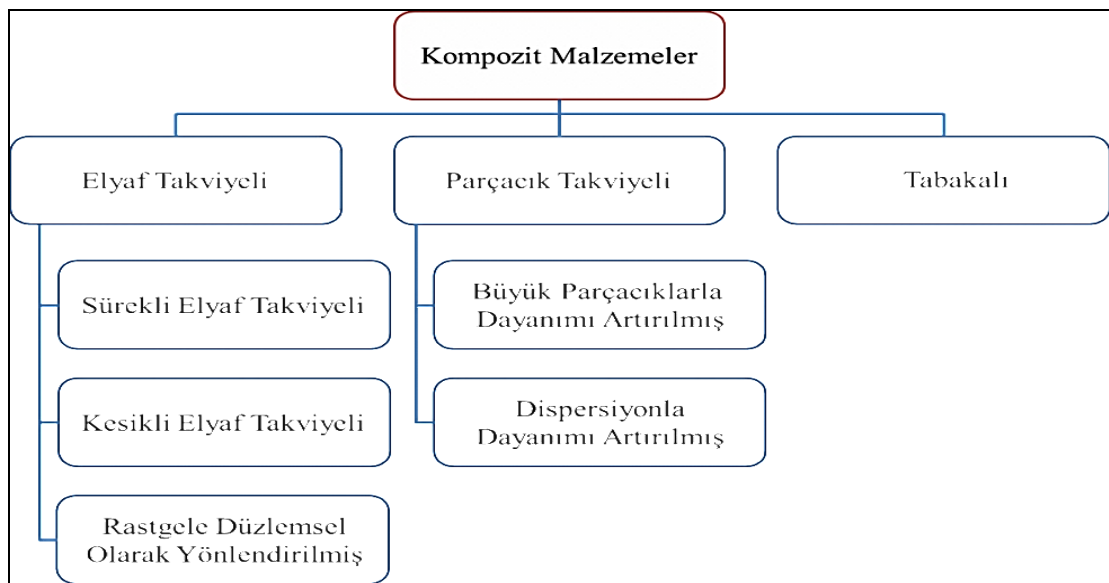 Kompozit Malzemeler
Elyaf Takviyeli
Parçacık Takviyeli
Tabakalı
Sürekli Elyaf Takviyeli
Büyük Parçacıklarla
Dayanımı Artırılmış
Kesikli Elyaf Takviyeli
Dispersiyonla
Dayanımı Artırılmış
Rastgele Düzlemsel
Olarak Yönlendirilmiş